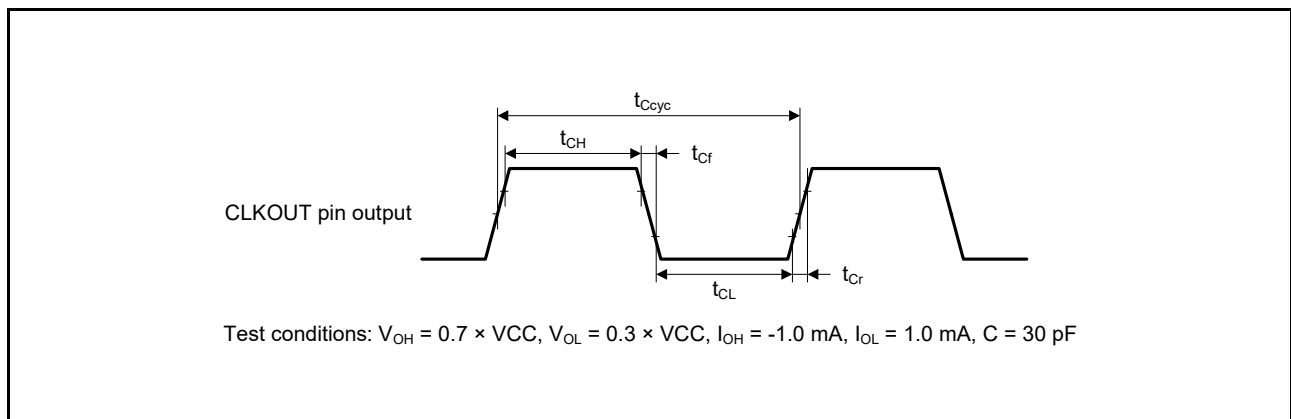 tCcyc
tCH
tCf
CLKOUT pin output
tCL
tCr
Test conditions: VOH = 0.7 × VCC, VOL = 0.3 × VCC, IOH = -1.0 mA, IOL = 1.0 mA, C = 30 pF